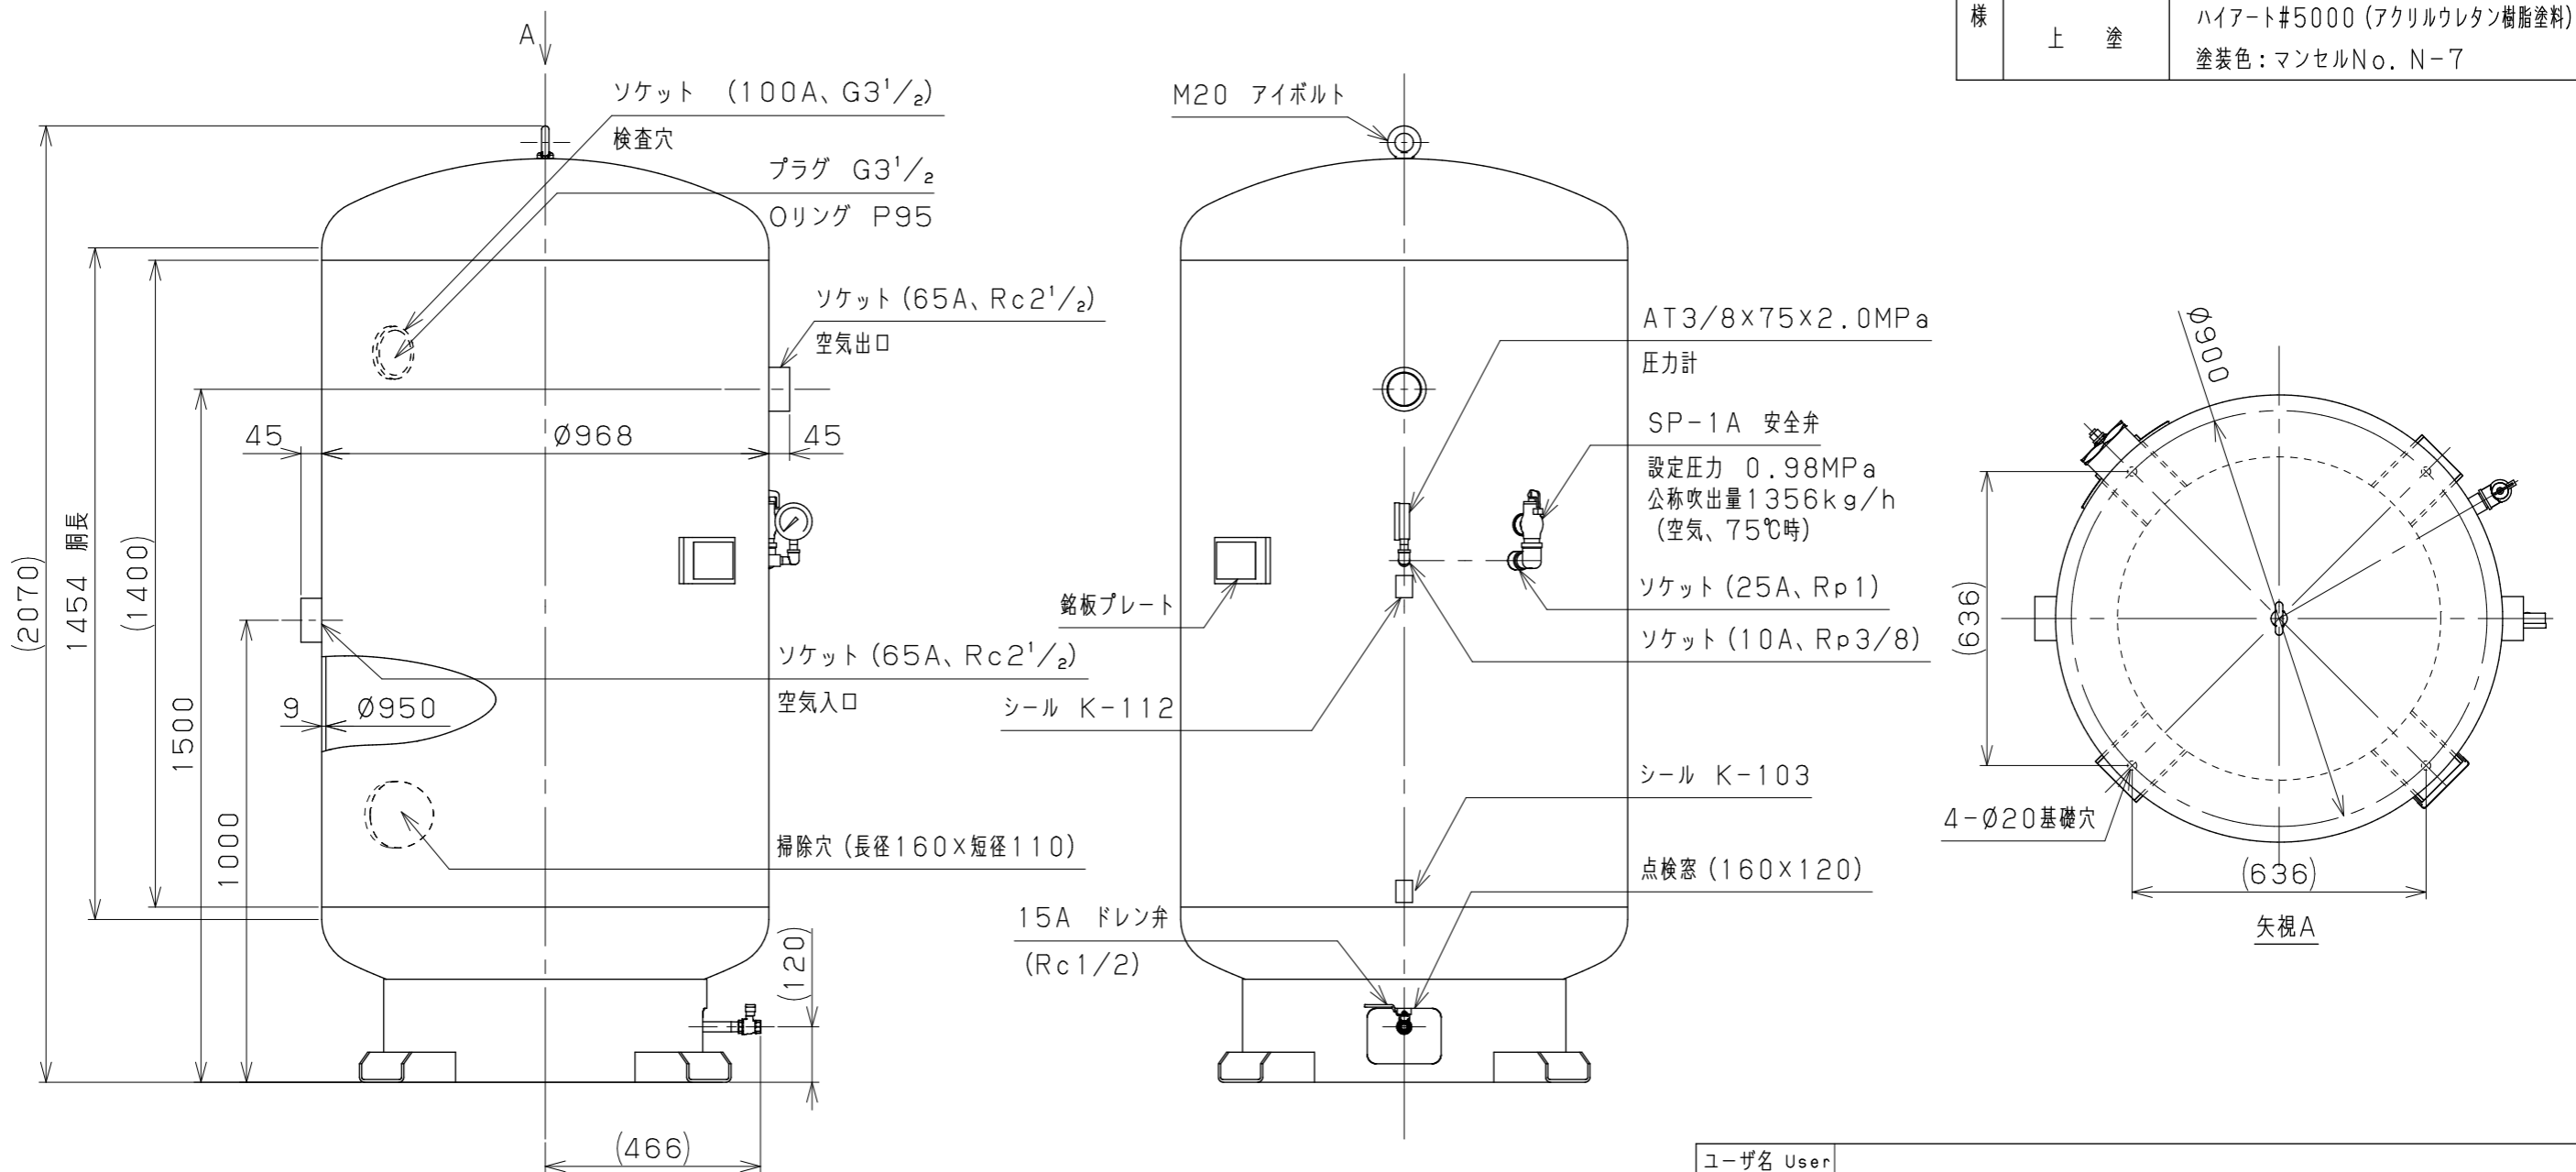 様
上 塗
ハイアート#5000 (アクリルウレタン樹脂塗料)
塗装色:マンセルNo. N-7
A
ソケット (100A、G3¹/₂)
検査穴
プラグ G3¹/₂
Oリング P95
ソケット (65A、Rc2¹/₂)
空気出口
45
Ø968
45
(2070)
1454 胴長
(1400)
1500
1000
9
Ø950
ソケット (65A、Rc2¹/₂)
空気入口
掃除穴 (長径160×短径110)
(120)
(466)
M20 アイボルト
AT3/8×75×2.0MPa
圧力計
SP-1A 安全弁
設定圧力 0.98MPa
公称吹出量1356kg/h
(空気、75℃時)
銘板プレート
ソケット (25A、Rp1)
ソケット (10A、Rp3/8)
シール K-112
シール K-103
点検窓 (160×120)
15A ドレン弁
(Rc1/2)
Ø900
(636)
4-Ø20基礎穴
(636)
矢視A
ユーザ名 User